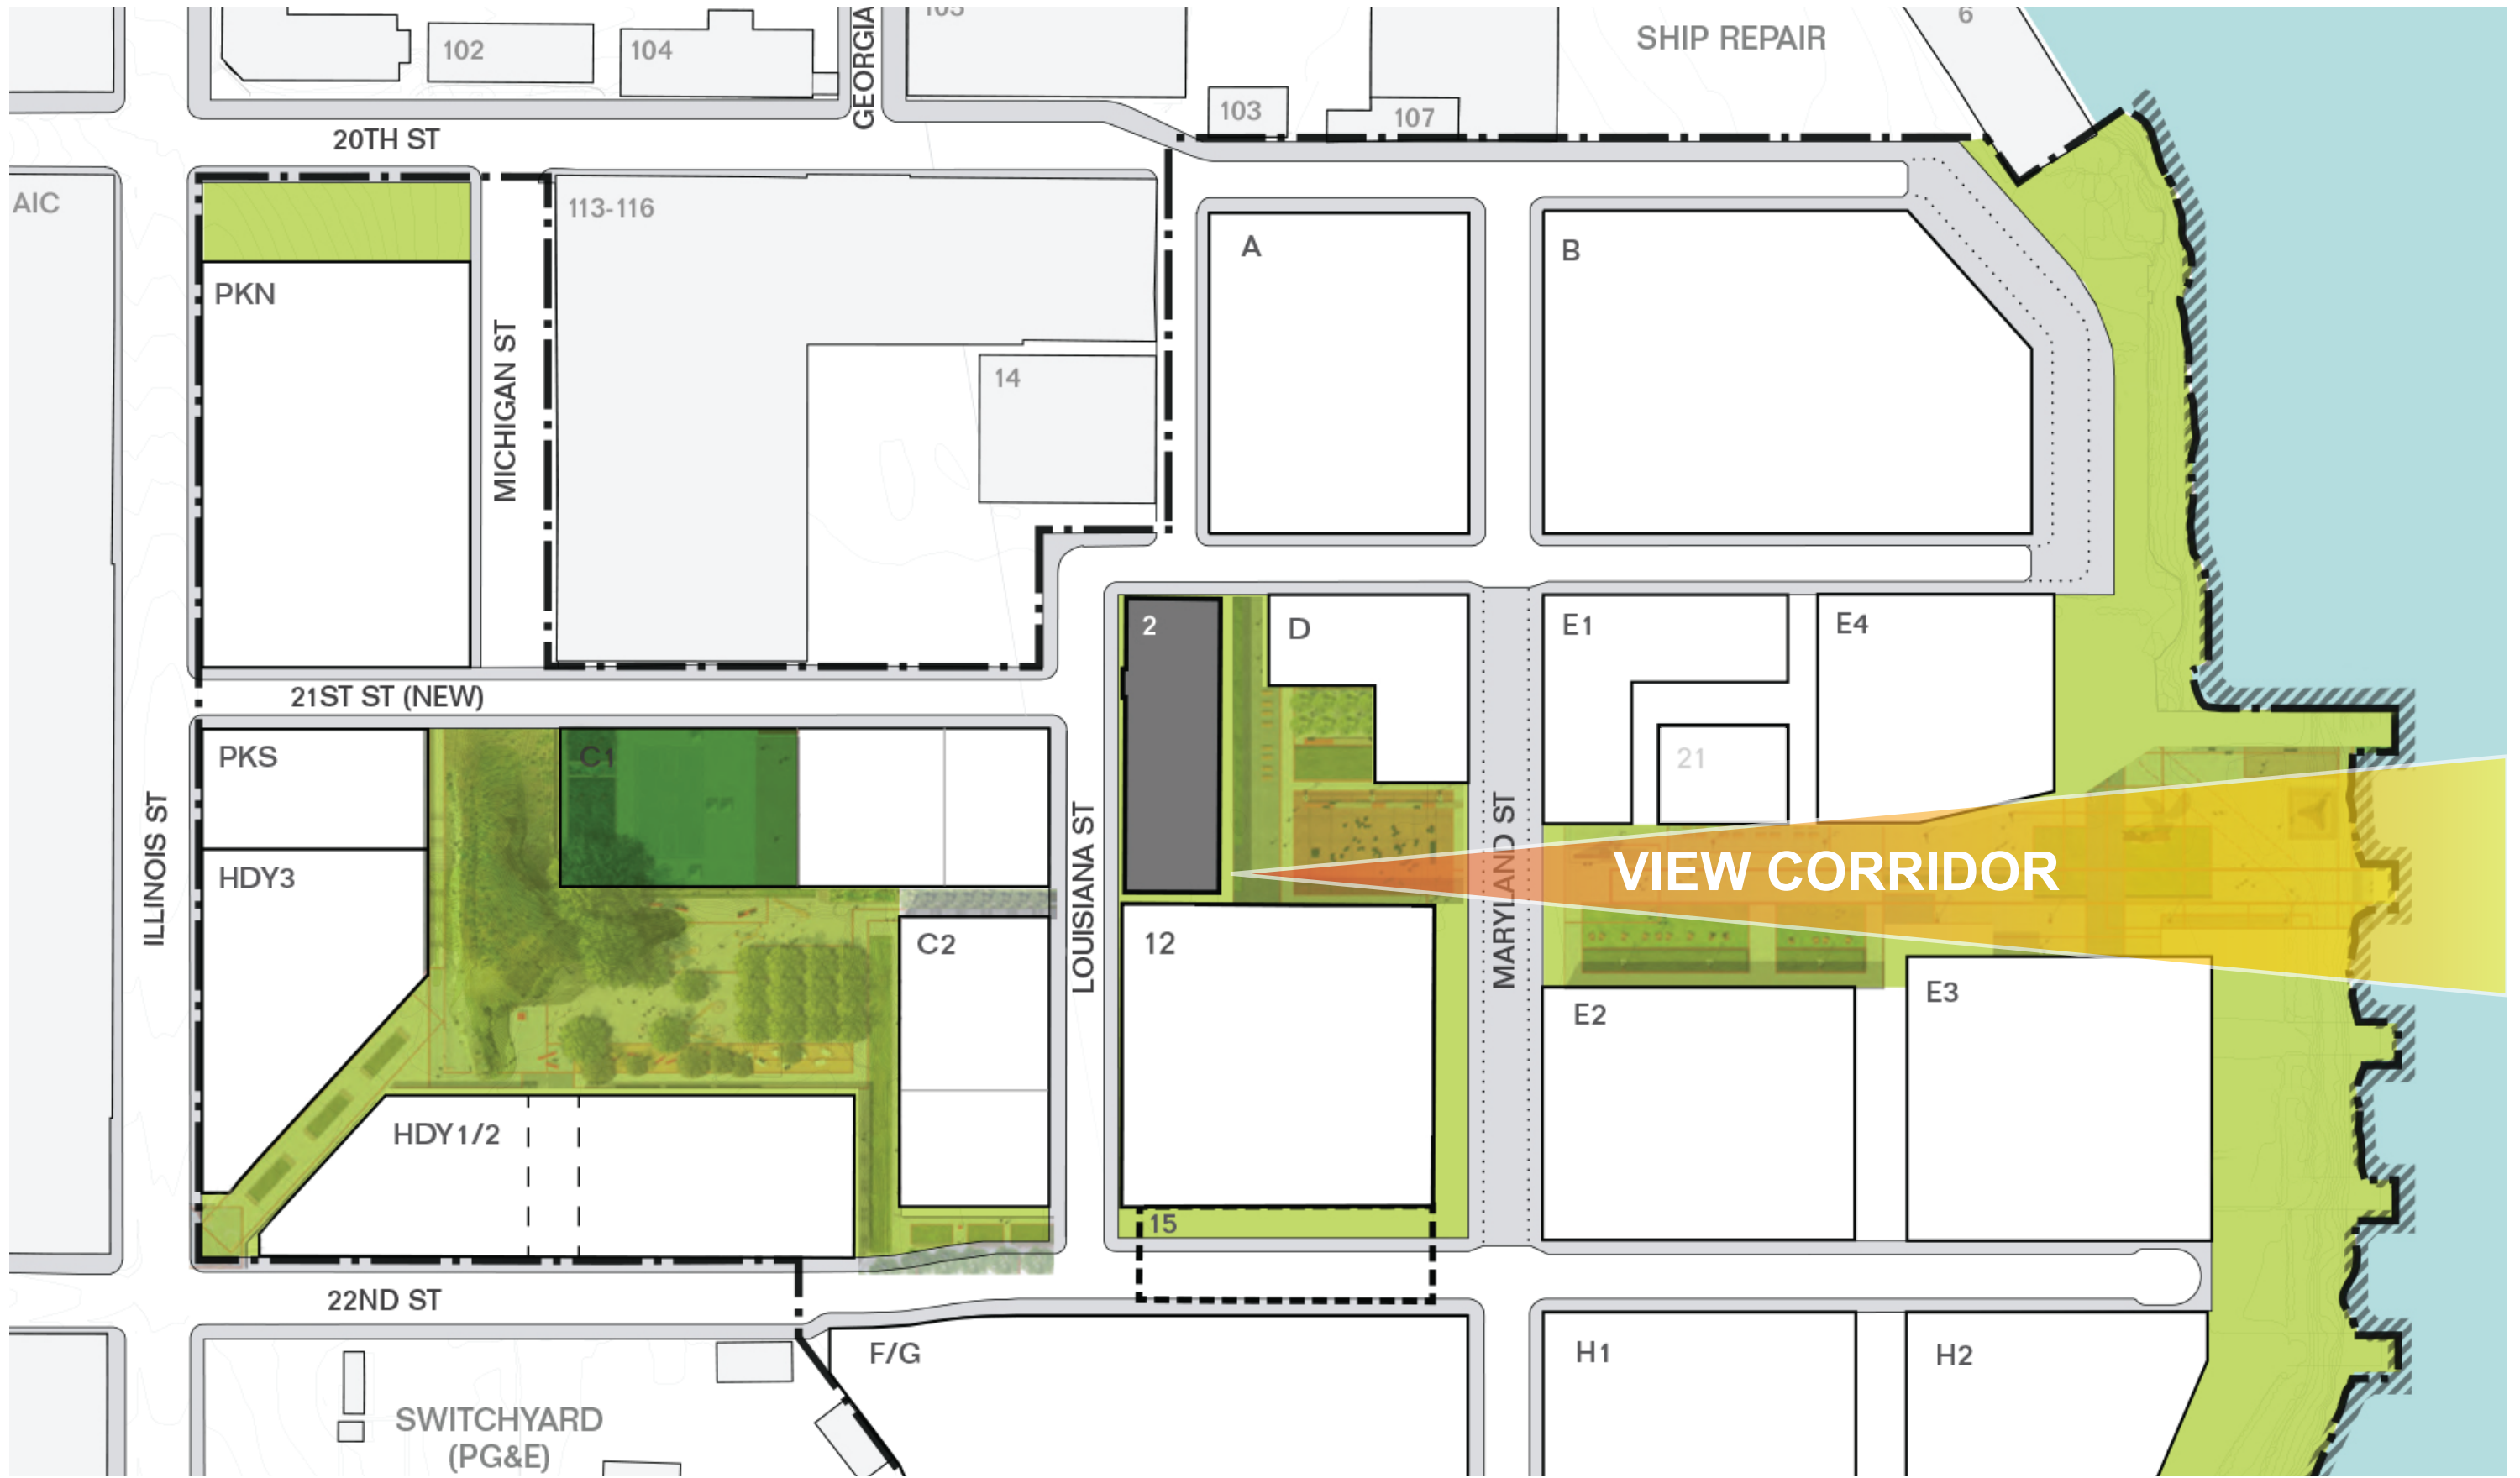 105
6
SHIP REPAIR
102
104
GEORGIA
103
107
20TH ST
AIC
113-116
A
B
PKN
14
MICHIGAN ST
2
D
E1
E4
21ST ST (NEW)
PKS
C1
21
ILLINOIS ST
LOUISIANA ST
MARYLAND ST
VIEW CORRIDOR
HDY3
C2
12
E3
E2
HDY1/2
15
22ND ST
F/G
H1
H2
SWITCHYARD
(PG&E)